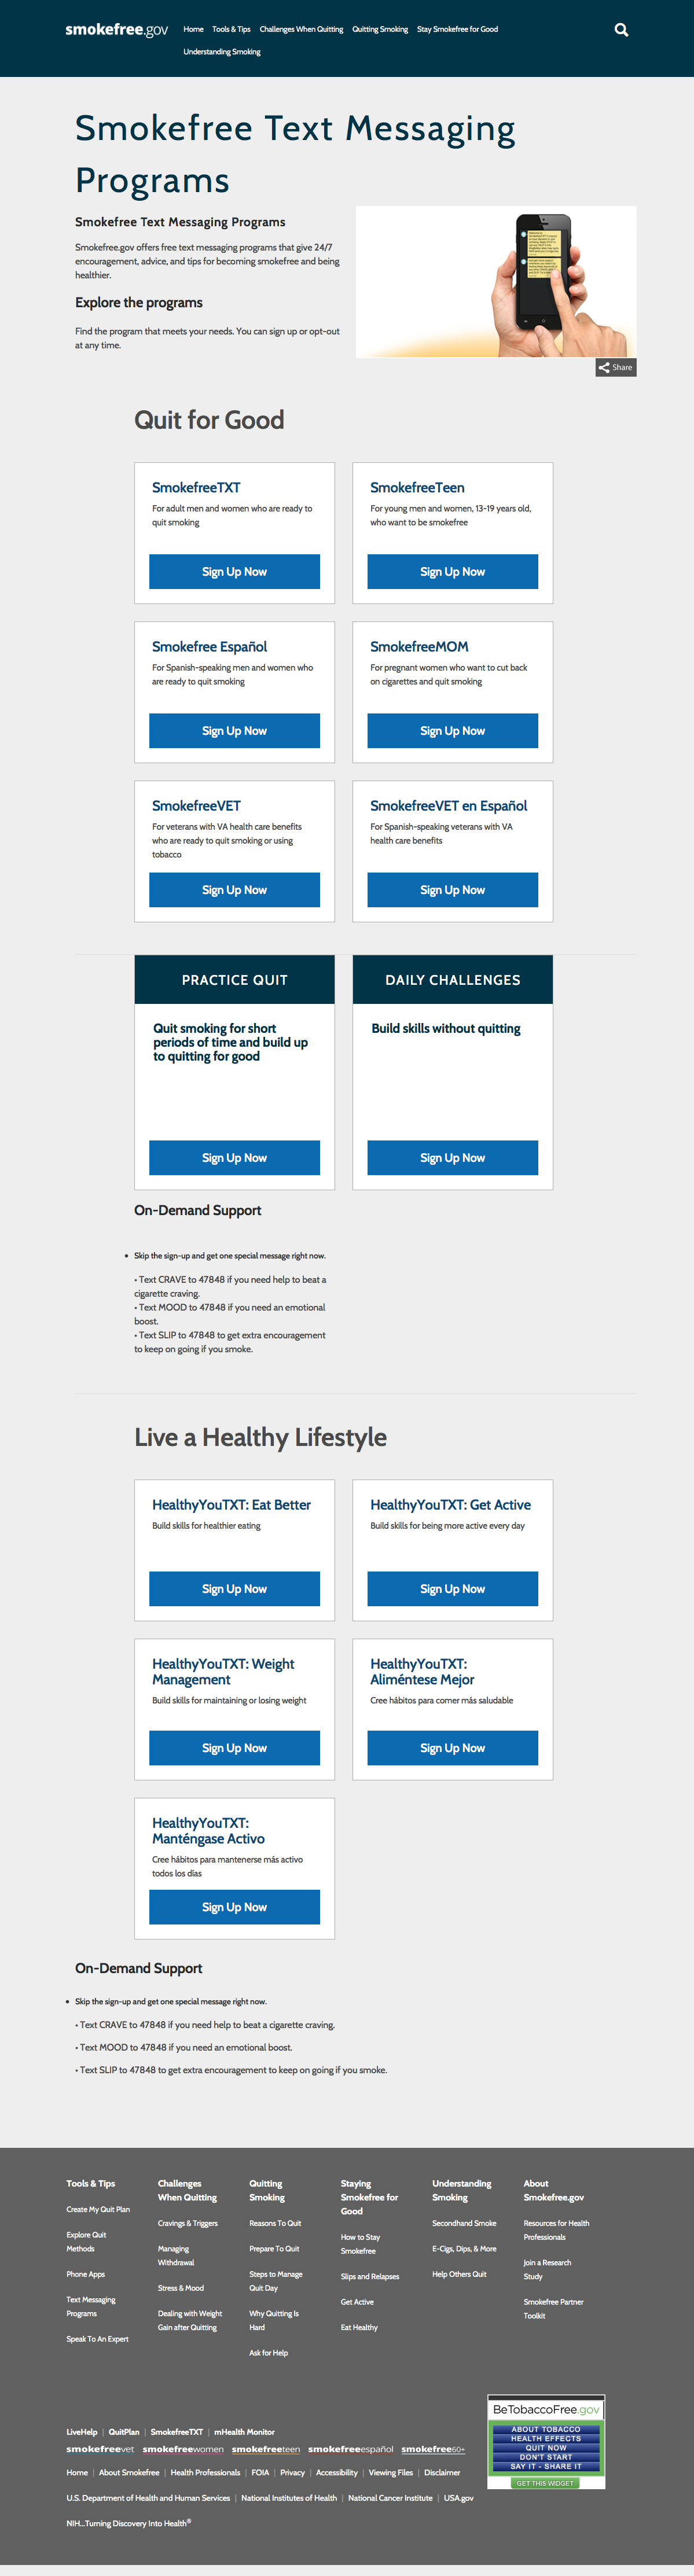 smokefree.gov
Home Tools & Tips Challenges When Quitting Quitting Smoking Stay Smokefree for Good
Understanding Smoking
Smokefree Text Messaging
Programs
Smokefree Text Messaging Programs
Smokefree.gov offers free text messaging programs that give 24/7
encouragement, advice, and tips for becoming smokefree and being
healthier.
Explore the programs
Find the program that meets your needs. You can sign up or opt-out
at any time.
Share
Quit for Good
SmokefreeTXT
For adult men and women who are ready to
quit smoking
Sign Up Now
SmokefreeTeen
For young men and women, 13-19 years old,
who want to be smokefree
Sign Up Now
Smokefree Español
For Spanish-speaking men and women who
are ready to quit smoking
Sign Up Now
SmokefreeMOM
For pregnant women who want to cut back
on cigarettes and quit smoking
Sign Up Now
SmokefreeVET
For veterans with VA health care benefits
who are ready to quit smoking or using
tobacco
Sign Up Now
SmokefreeVET en Español
For Spanish-speaking veterans with VA
health care benefits
Sign Up Now
PRACTICE QUIT
Quit smoking for short
periods of time and build up
to quitting for good
Sign Up Now
DAILY CHALLENGES
Build skills without quitting
Sign Up Now
On-Demand Support
• Skip the sign-up and get one special message right now.
• Text CRAVE to 47848 if you need help to beat a
cigarette craving.
• Text MOOD to 47848 if you need an emotional
boost.
• Text SLIP to 47848 to get extra encouragement
to keep on going if you smoke.
Live a Healthy Lifestyle
HealthyYouTXT: Eat Better
Build skills for healthier eating
Sign Up Now
HealthyYouTXT: Get Active
Build skills for being more active every day
Sign Up Now
HealthyYouTXT: Weight
Management
Build skills for maintaining or losing weight
Sign Up Now
HealthyYouTXT:
Aliméntese Mejor
Cree hábitos para comer más saludable
Sign Up Now
HealthyYouTXT:
Manténgase Activo
Cree hábitos para mantenerse más activo
todos los días
Sign Up Now
On-Demand Support
• Skip the sign-up and get one special message right now.
• Text CRAVE to 47848 if you need help to beat a cigarette craving.
• Text MOOD to 47848 if you need an emotional boost.
• Text SLIP to 47848 to get extra encouragement to keep on going if you smoke.
Tools & Tips
Create My Quit Plan
Explore Quit
Methods
Phone Apps
Text Messaging
Programs
Speak To An Expert
Challenges
When Quitting
Cravings & Triggers
Managing
Withdrawal
Stress & Mood
Dealing with Weight
Gain after Quitting
Quitting
Smoking
Reasons To Quit
Prepare To Quit
Steps to Manage
Quit Day
Why Quitting Is
Hard
Ask for Help
Staying
Smokefree for
Good
How to Stay
Smokefree
Slips and Relapses
Get Active
Eat Healthy
Understanding
Smoking
Secondhand Smoke
E-Cigs, Dips, & More
Help Others Quit
About
Smokefree.gov
Resources for Health
Professionals
Join a Research
Study
Smokefree Partner
Toolkit
LiveHelp | QuitPlan | SmokefreeTXT | mHealth Monitor
smokefreevet smokefreewomen smokefreeteen smokefreeespañol smokefree60+
Home | About Smokefree | Health Professionals | FOIA | Privacy | Accessibility | Viewing Files | Disclaimer
U.S. Department of Health and Human Services | National Institutes of Health | National Cancer Institute | USA.gov
NIH...Turning Discovery Into Health®
BeTobaccoFree.gov
ABOUT TOBACCO
HEALTH EFFECTS
QUIT NOW
DON'T START
SAY IT - SHARE IT
GET THIS WIDGET